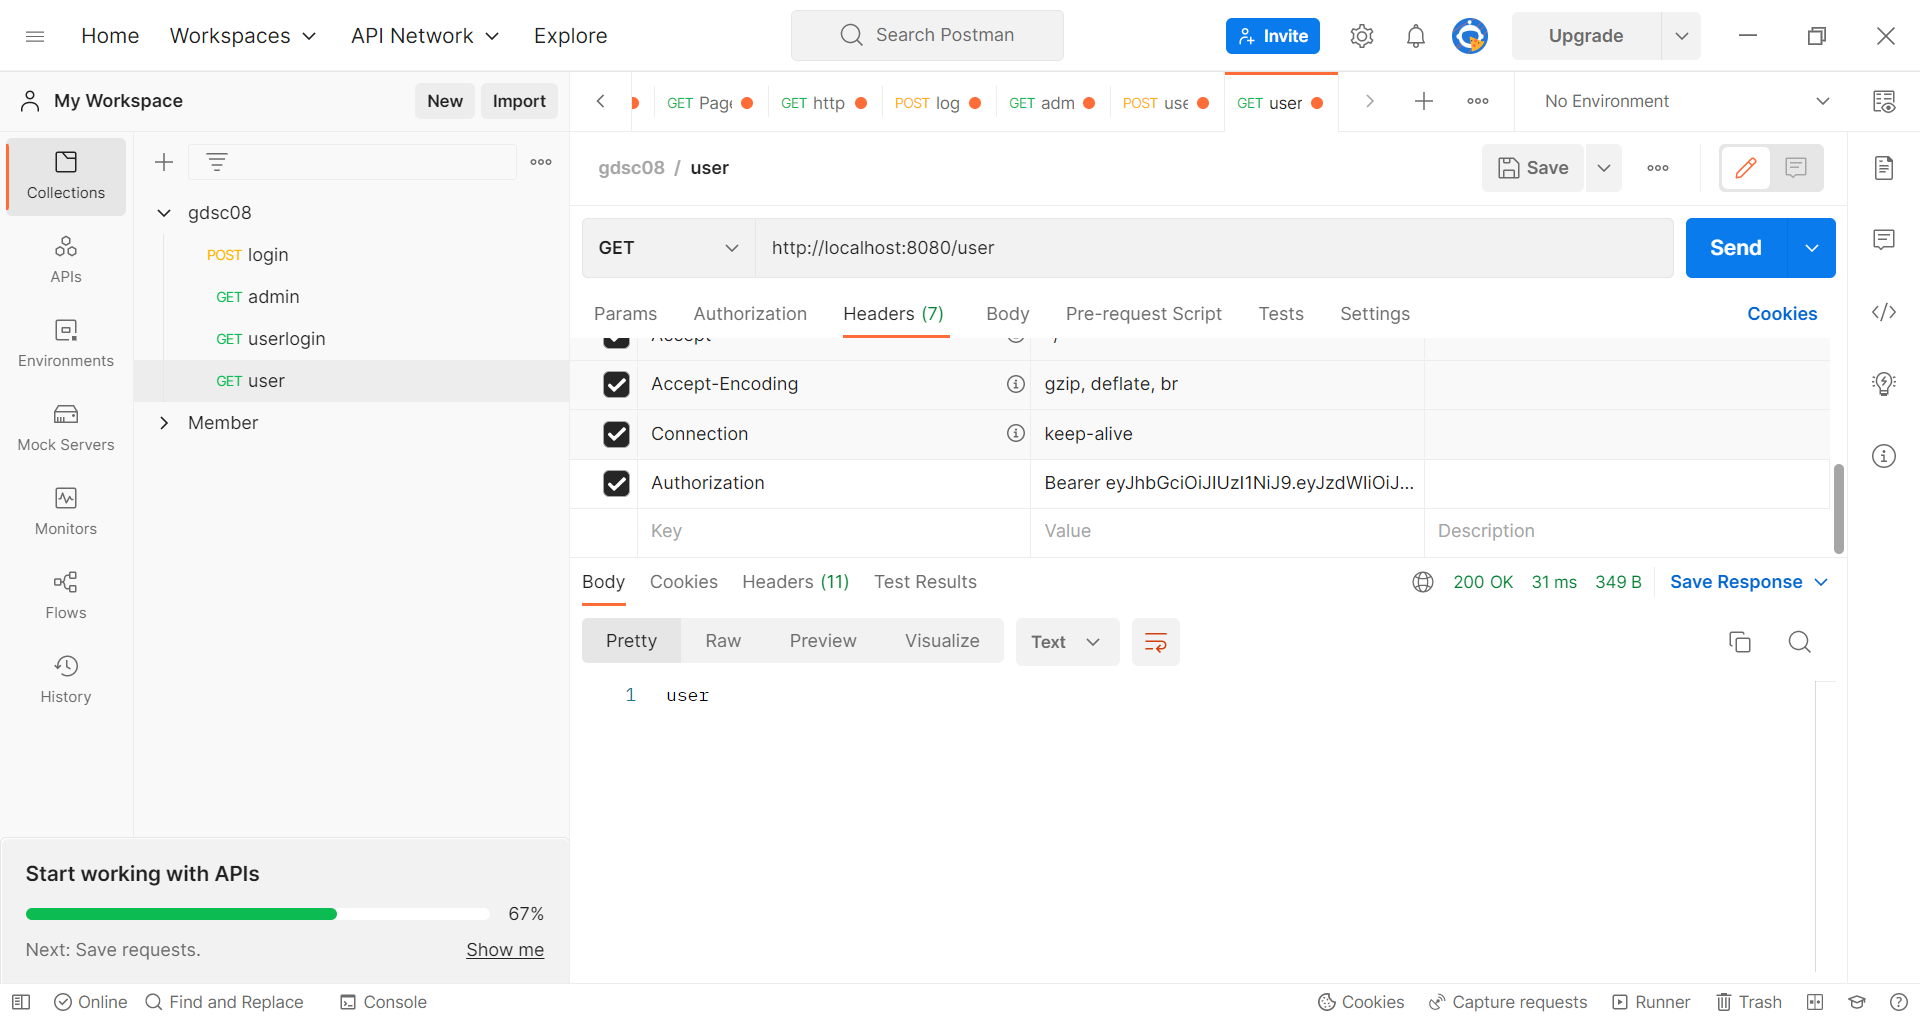 Home Workspaces API Network Explore Search Postman Invite Upgrade
My Workspace New Import
GET Page GET http POST log GET adm POST use GET user No Environment
Collections
APIs
Environments
Mock Servers
Monitors
Flows
History
gdsc08
POST login
GET admin
GET userlogin
GET user
Member
Start working with APIs
67%
Next: Save requests. Show me
gdsc08 / user Save
GET http://localhost:8080/user Send
Params Authorization Headers (7) Body Pre-request Script Tests Settings Cookies
Accept-Encoding gzip, deflate, br
Connection keep-alive
Authorization Bearer eyJhbGciOiJIUzI1NiJ9.eyJzdWIiOiJ...
Key Value Description
Body Cookies Headers (11) Test Results 200 OK 31 ms 349 B Save Response
Pretty Raw Preview Visualize Text
1 user
Online Find and Replace Console Cookies Capture requests Runner Trash